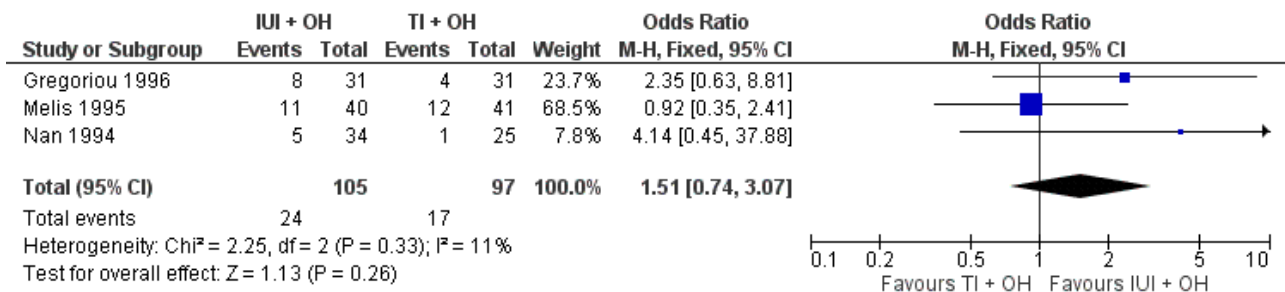 IUI + OH TI + OH Odds Ratio Odds Ratio
Study or Subgroup Events Total Events Total Weight M-H, Fixed, 95% CI M-H, Fixed, 95% CI
Gregoriou 1996 8 31 4 31 23.7% 2.35 [0.63, 8.81]
Melis 1995 11 40 12 41 68.5% 0.92 [0.35, 2.41]
Nan 1994 5 34 1 25 7.8% 4.14 [0.45, 37.88]
Total (95% CI) 105 97 100.0% 1.51 [0.74, 3.07]
Total events 24 17
Heterogeneity: Chi² = 2.25, df = 2 (P = 0.33); I² = 11%
Test for overall effect: Z = 1.13 (P = 0.26)
0.1 0.2 0.5 1 2 5 10
Favours TI + OH Favours IUI + OH